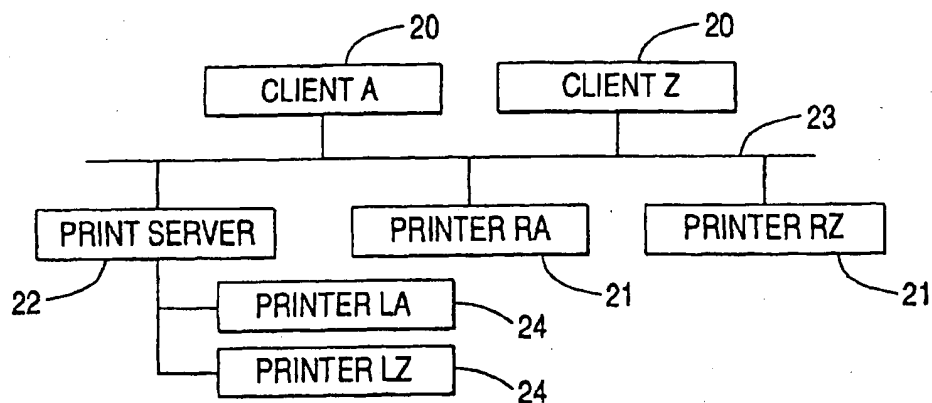 20 20
CLIENT A CLIENT Z
23
PRINT SERVER PRINTER RA PRINTER RZ
22 21 21
PRINTER LA 24
PRINTER LZ 24